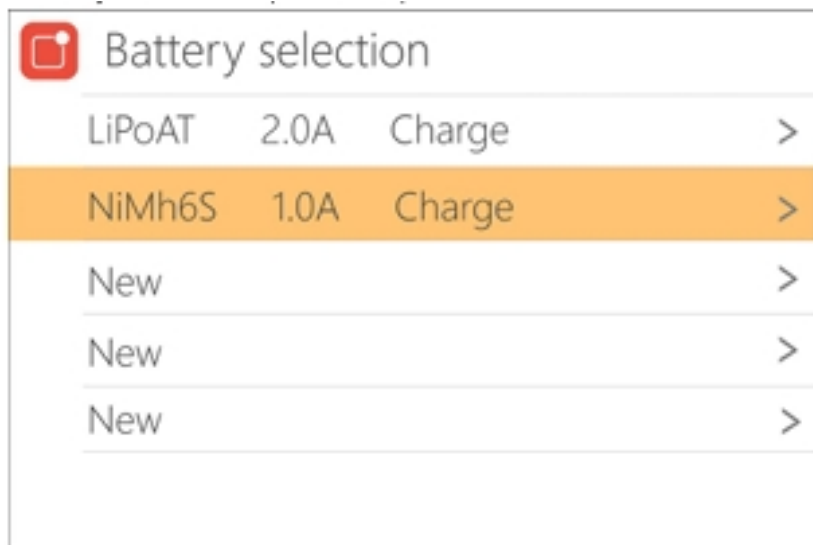 Battery selection
LiPoAT 2.0A Charge >
NiMh6S 1.0A Charge >
New >
New >
New >